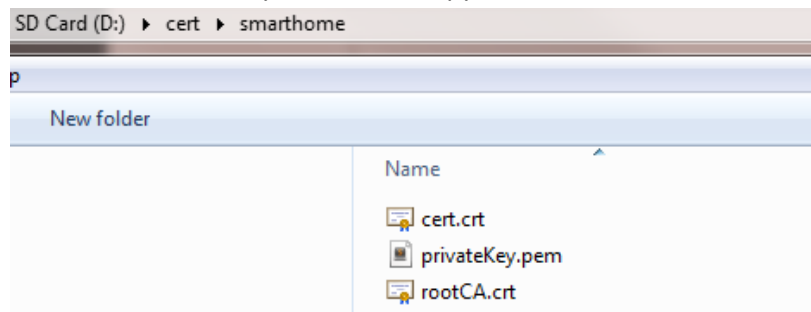 SD Card (D:) ▸ cert ▸ smarthome
p
New folder
Name
cert.crt
privateKey.pem
rootCA.crt